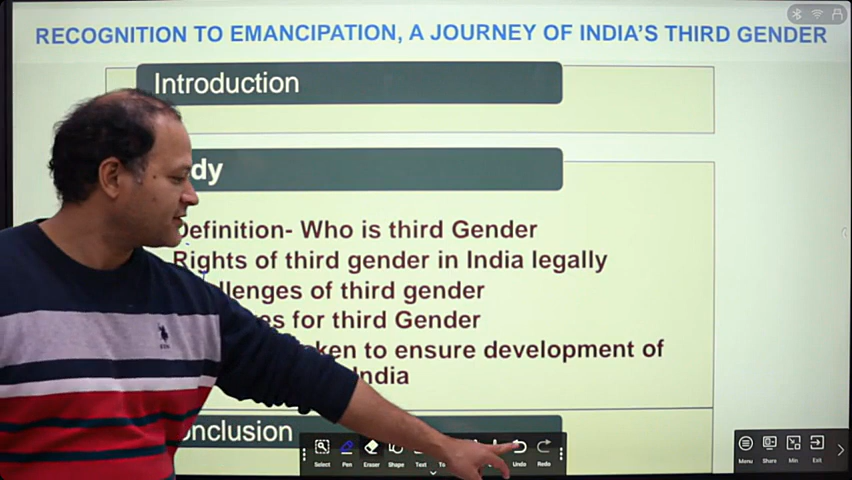 RECOGNITION TO EMANCIPATION, A JOURNEY OF INDIA'S THIRD GENDER
Introduction
dy
Definition- Who is third Gender
Rights of third gender in India legally
llenges of third gender
es for third Gender
ken to ensure development of
India
onclusion
Select
Pen
Eraser
Shape
Text
Undo
Redo
Menu
Share
Min
Exit